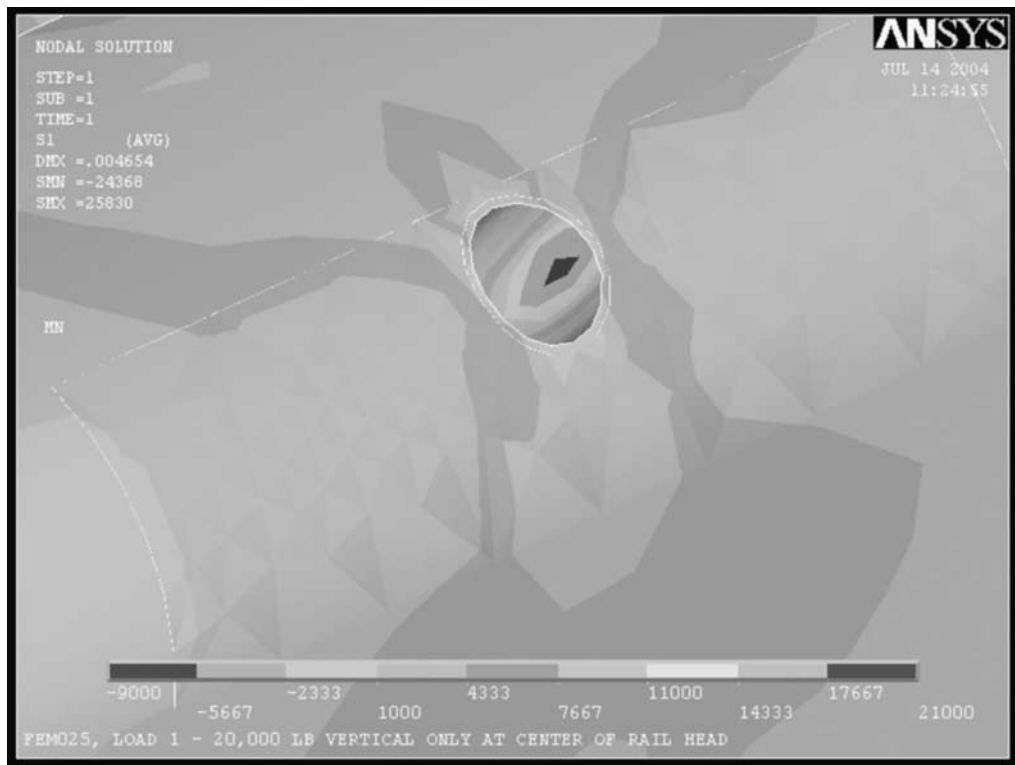 ANSYS
NODAL SOLUTION
JUL 14 2004
11:24:55
STEP=1
SUB =1
TIME=1
S1 (AVG)
DMX =.004654
SMN =-24368
SMX =25830
MN
-9000 -2333 4333 11000 17667
-5667 1000 7667 14333 21000
FEM025, LOAD 1 - 20,000 LB VERTICAL ONLY AT CENTER OF RAIL HEAD